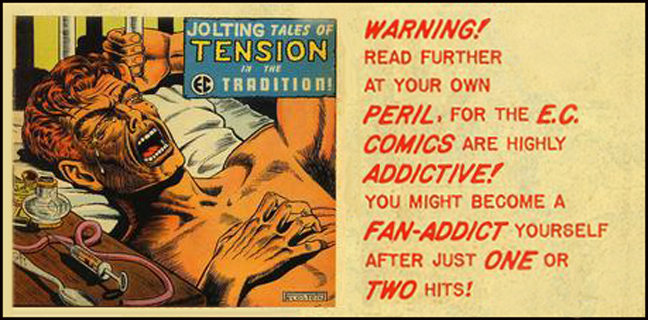 JOLTING TALES OF
TENSION
IN THE
EC TRADITION!
WARNING!
READ FURTHER
AT YOUR OWN
PERIL, FOR THE E.C.
COMICS ARE HIGHLY
ADDICTIVE!
YOU MIGHT BECOME A
FAN-ADDICT YOURSELF
AFTER JUST ONE OR
TWO HITS!